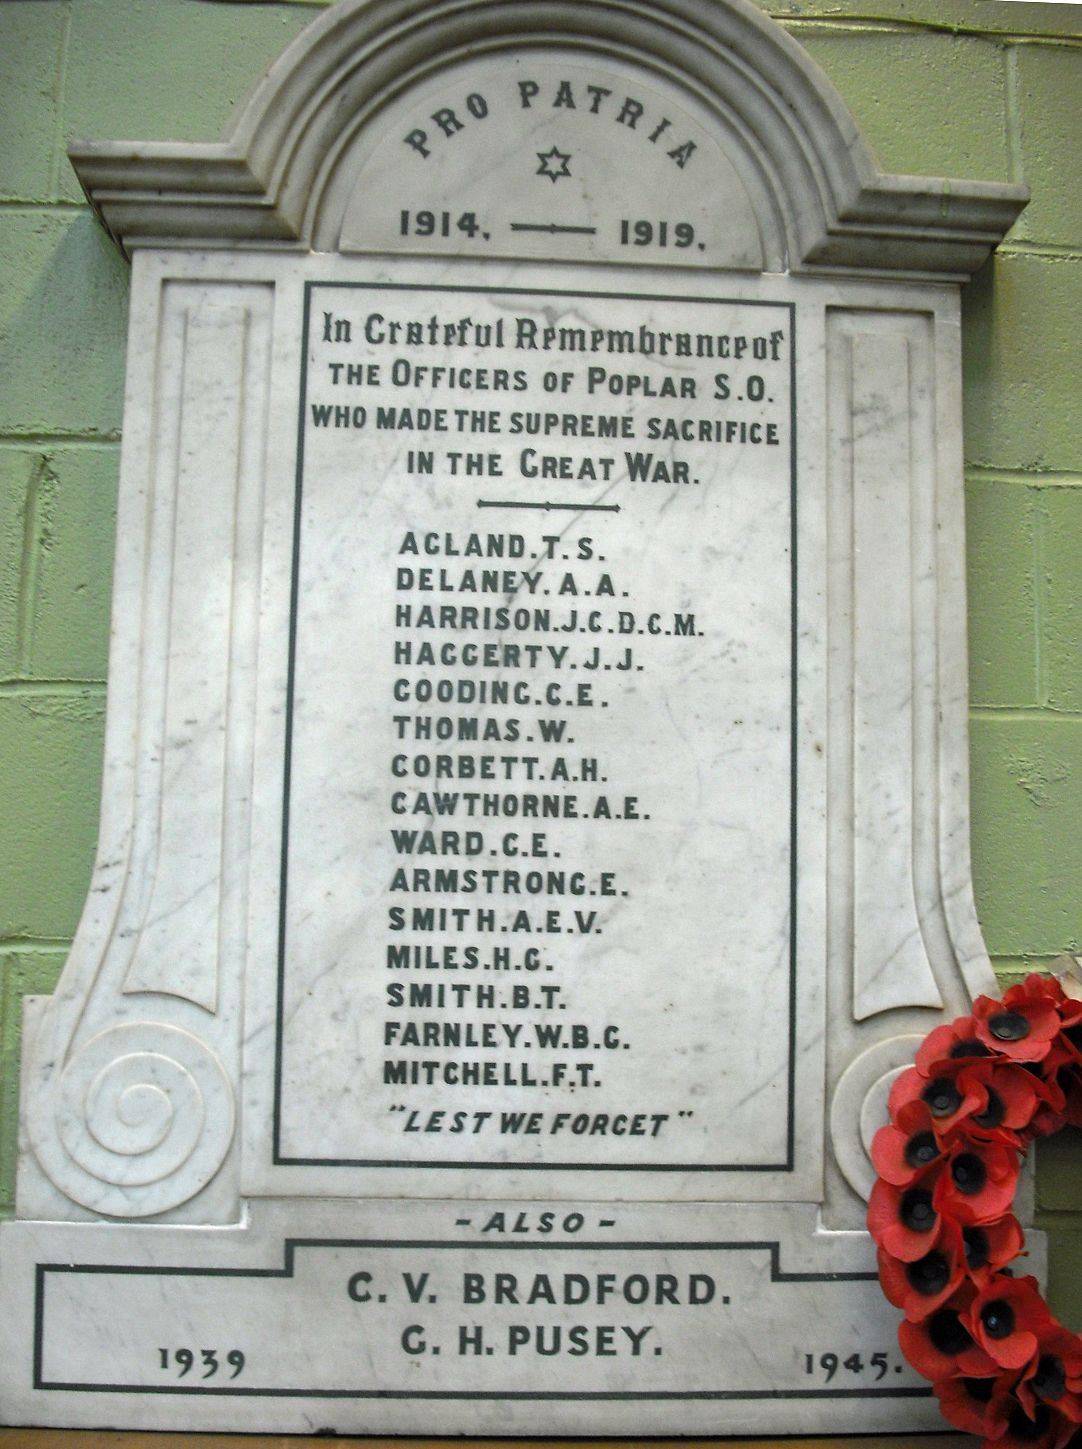 PRO PATRIA
1914. — 1919.
In Grateful Remembrance of
THE OFFICERS OF POPLAR S.O.
WHO MADE THE SUPREME SACRIFICE
IN THE GREAT WAR.
ACLAND.T.S.
DELANEY.A.A.
HARRISON.J.C.D.C.M.
HAGGERTY.J.J.
GOODING.C.E.
THOMAS.W.
CORBETT.A.H.
CAWTHORNE.A.E.
WARD.C.E.
ARMSTRONG.E.
SMITH.A.E.V.
MILES.H.G.
SMITH.B.T.
FARNLEY.W.B.G.
MITCHELL.F.T.
"LEST WE FORGET"
- ALSO -
C. V. BRADFORD.
G. H. PUSEY.
1939 1945.